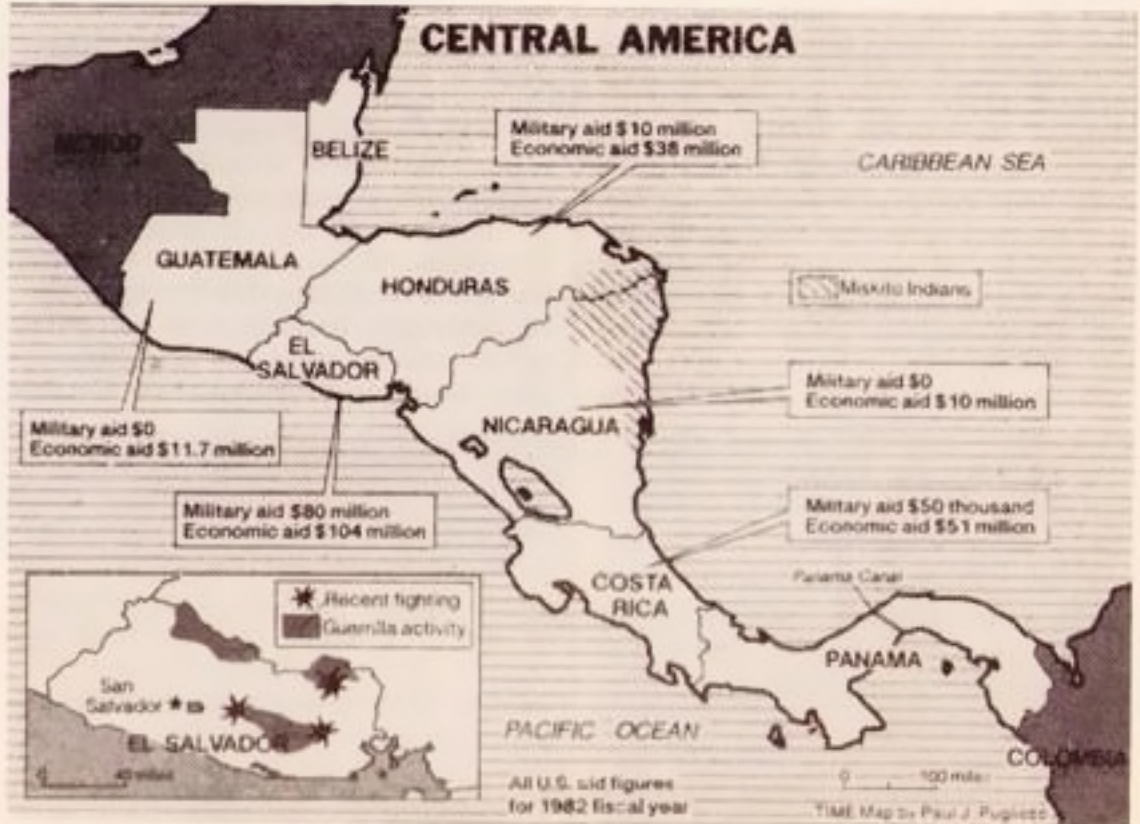 CENTRAL AMERICA
MEXICO
BELIZE
Military aid $10 million
Economic aid $38 million
CARIBBEAN SEA
GUATEMALA
HONDURAS
Miskito Indians
EL
SALVADOR
Military aid $0
Economic aid $10 million
NICARAGUA
Military aid $0
Economic aid $11.7 million
Military aid $80 million
Economic aid $104 million
Military aid $50 thousand
Economic aid $51 million
COSTA
RICA
Panama Canal
PANAMA
Recent fighting
Guerrilla activity
San
Salvador
EL SALVADOR
0 40 miles
PACIFIC OCEAN
COLOMBIA
All U.S. aid figures
for 1982 fiscal year
0 100 miles
TIME Map by Paul J. Pugliese